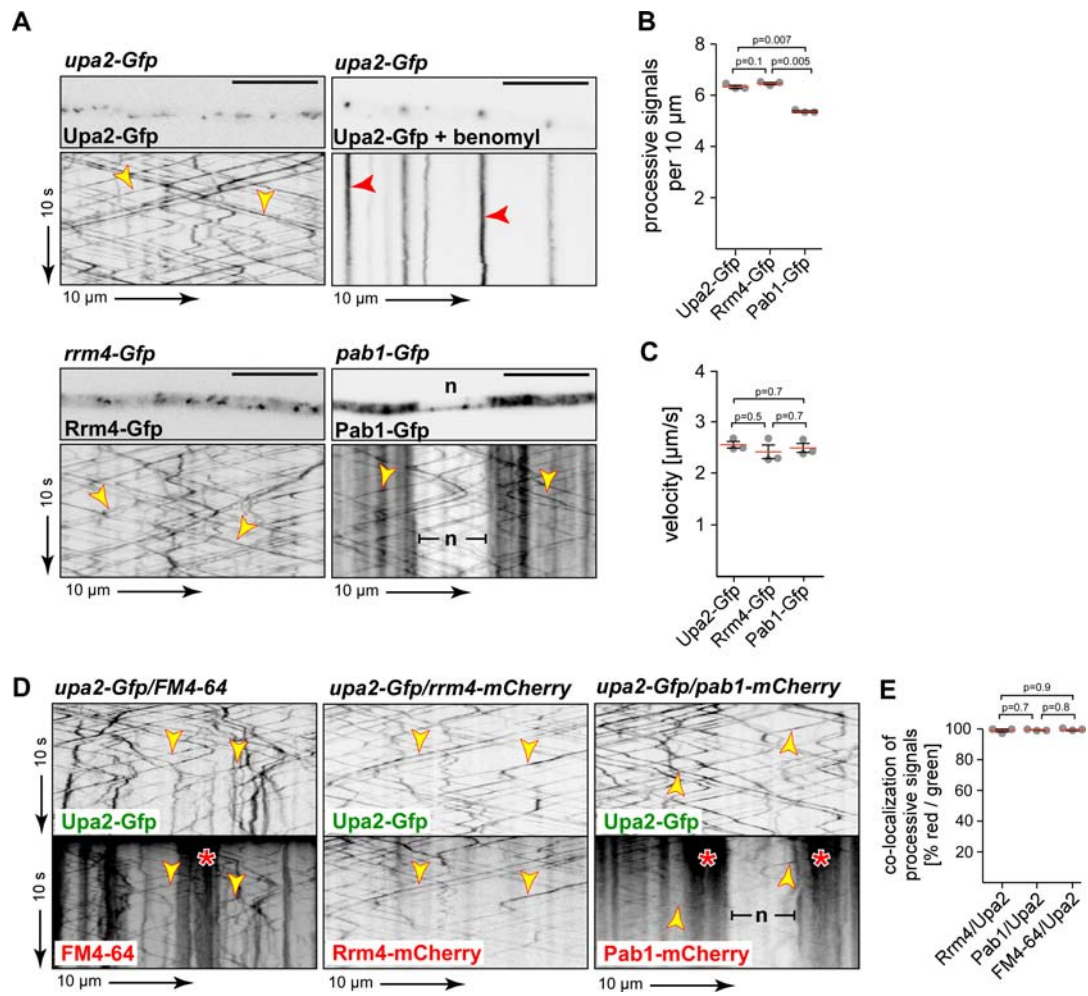 A
upa2-Gfp
upa2-Gfp
Upa2-Gfp
Upa2-Gfp + benomyl
10 s
10 µm
rrm4-Gfp
pab1-Gfp
n
Rrm4-Gfp
Pab1-Gfp
10 s
n
10 µm
10 µm
B
processive signals
per 10 µm
8
6
4
2
p=0.007
p=0.1
p=0.005
Upa2-Gfp
Rrm4-Gfp
Pab1-Gfp
C
velocity [µm/s]
4
3
2
1
p=0.7
p=0.5
p=0.7
Upa2-Gfp
Rrm4-Gfp
Pab1-Gfp
D
upa2-Gfp/FM4-64
upa2-Gfp/rrm4-mCherry
upa2-Gfp/pab1-mCherry
10 s
Upa2-Gfp
Upa2-Gfp
Upa2-Gfp
10 s
*
*
*
n
FM4-64
Rrm4-mCherry
Pab1-mCherry
10 µm
10 µm
10 µm
E
co-localization of
processive signals
[% red / green]
100
80
60
40
20
p=0.9
p=0.7
p=0.8
Rrm4/Upa2
Pab1/Upa2
FM4-64/Upa2